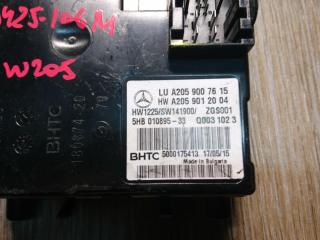 W205
BHTC
LU A205 900 76 15
HW A205 901 20 04
HW1225/SW141900/ ZGS001
5HB 010895-33 Q003 102 3
BHTC 5000175413 17/05/15
Made in Bulgaria